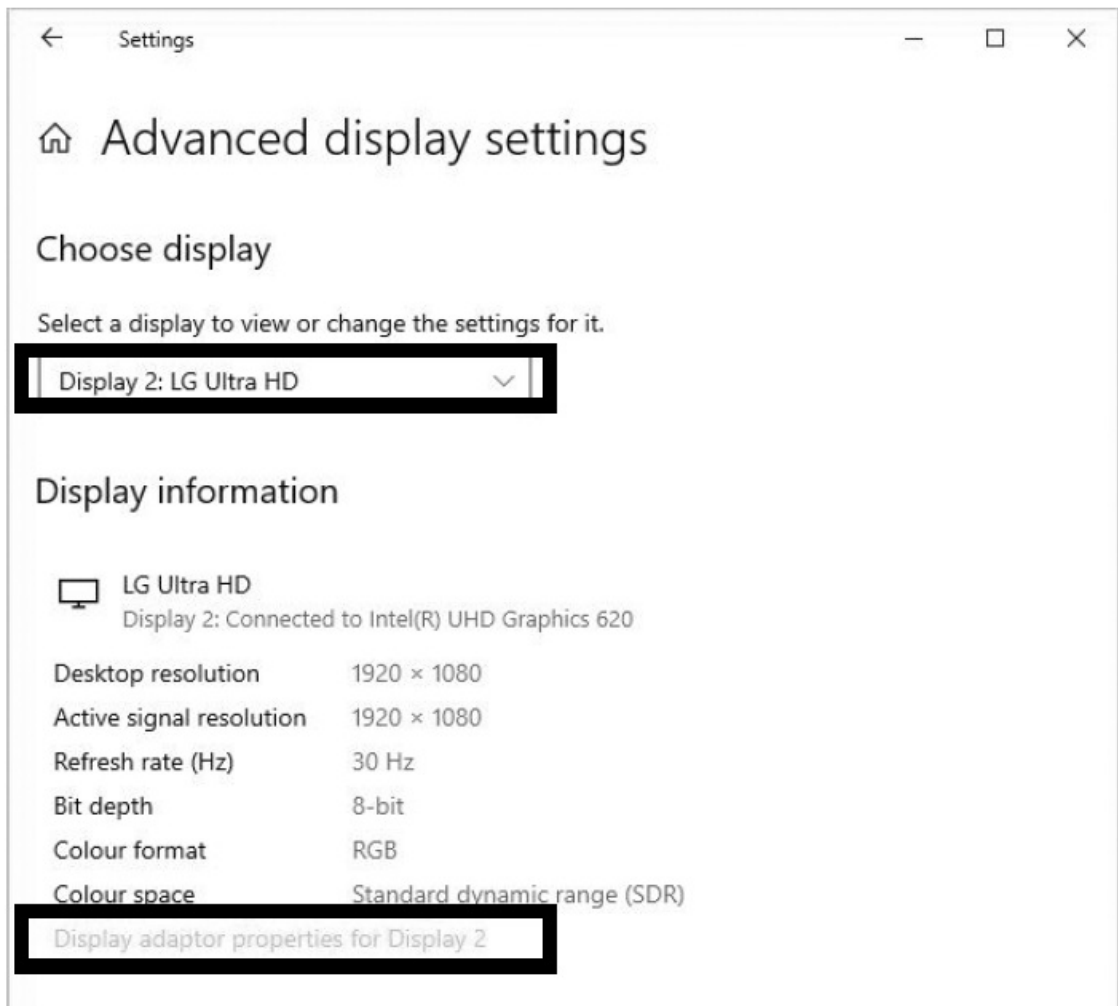 Settings
Advanced display settings
Choose display
Select a display to view or change the settings for it.
Display 2: LG Ultra HD
Display information
LG Ultra HD
Display 2: Connected to Intel(R) UHD Graphics 620
Desktop resolution 1920 × 1080
Active signal resolution 1920 × 1080
Refresh rate (Hz) 30 Hz
Bit depth 8-bit
Colour format RGB
Colour space Standard dynamic range (SDR)
Display adaptor properties for Display 2